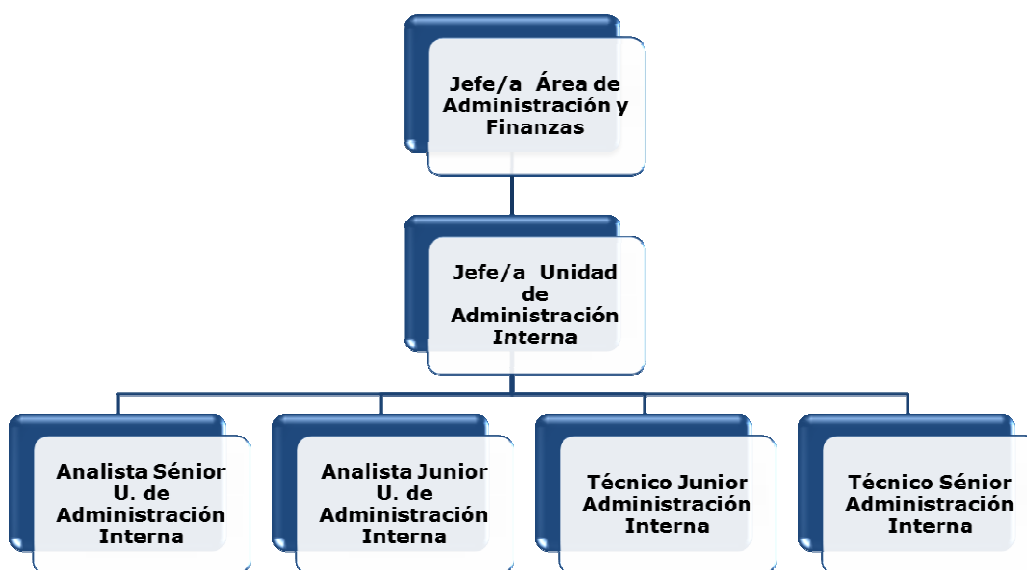 Jefe/a Área de
Administración y
Finanzas
Jefe/a Unidad
de
Administración
Interna
Analista Sénior
U. de
Administración
Interna
Analista Junior
U. de
Administración
Interna
Técnico Junior
Administración
Interna
Técnico Sénior
Administración
Interna